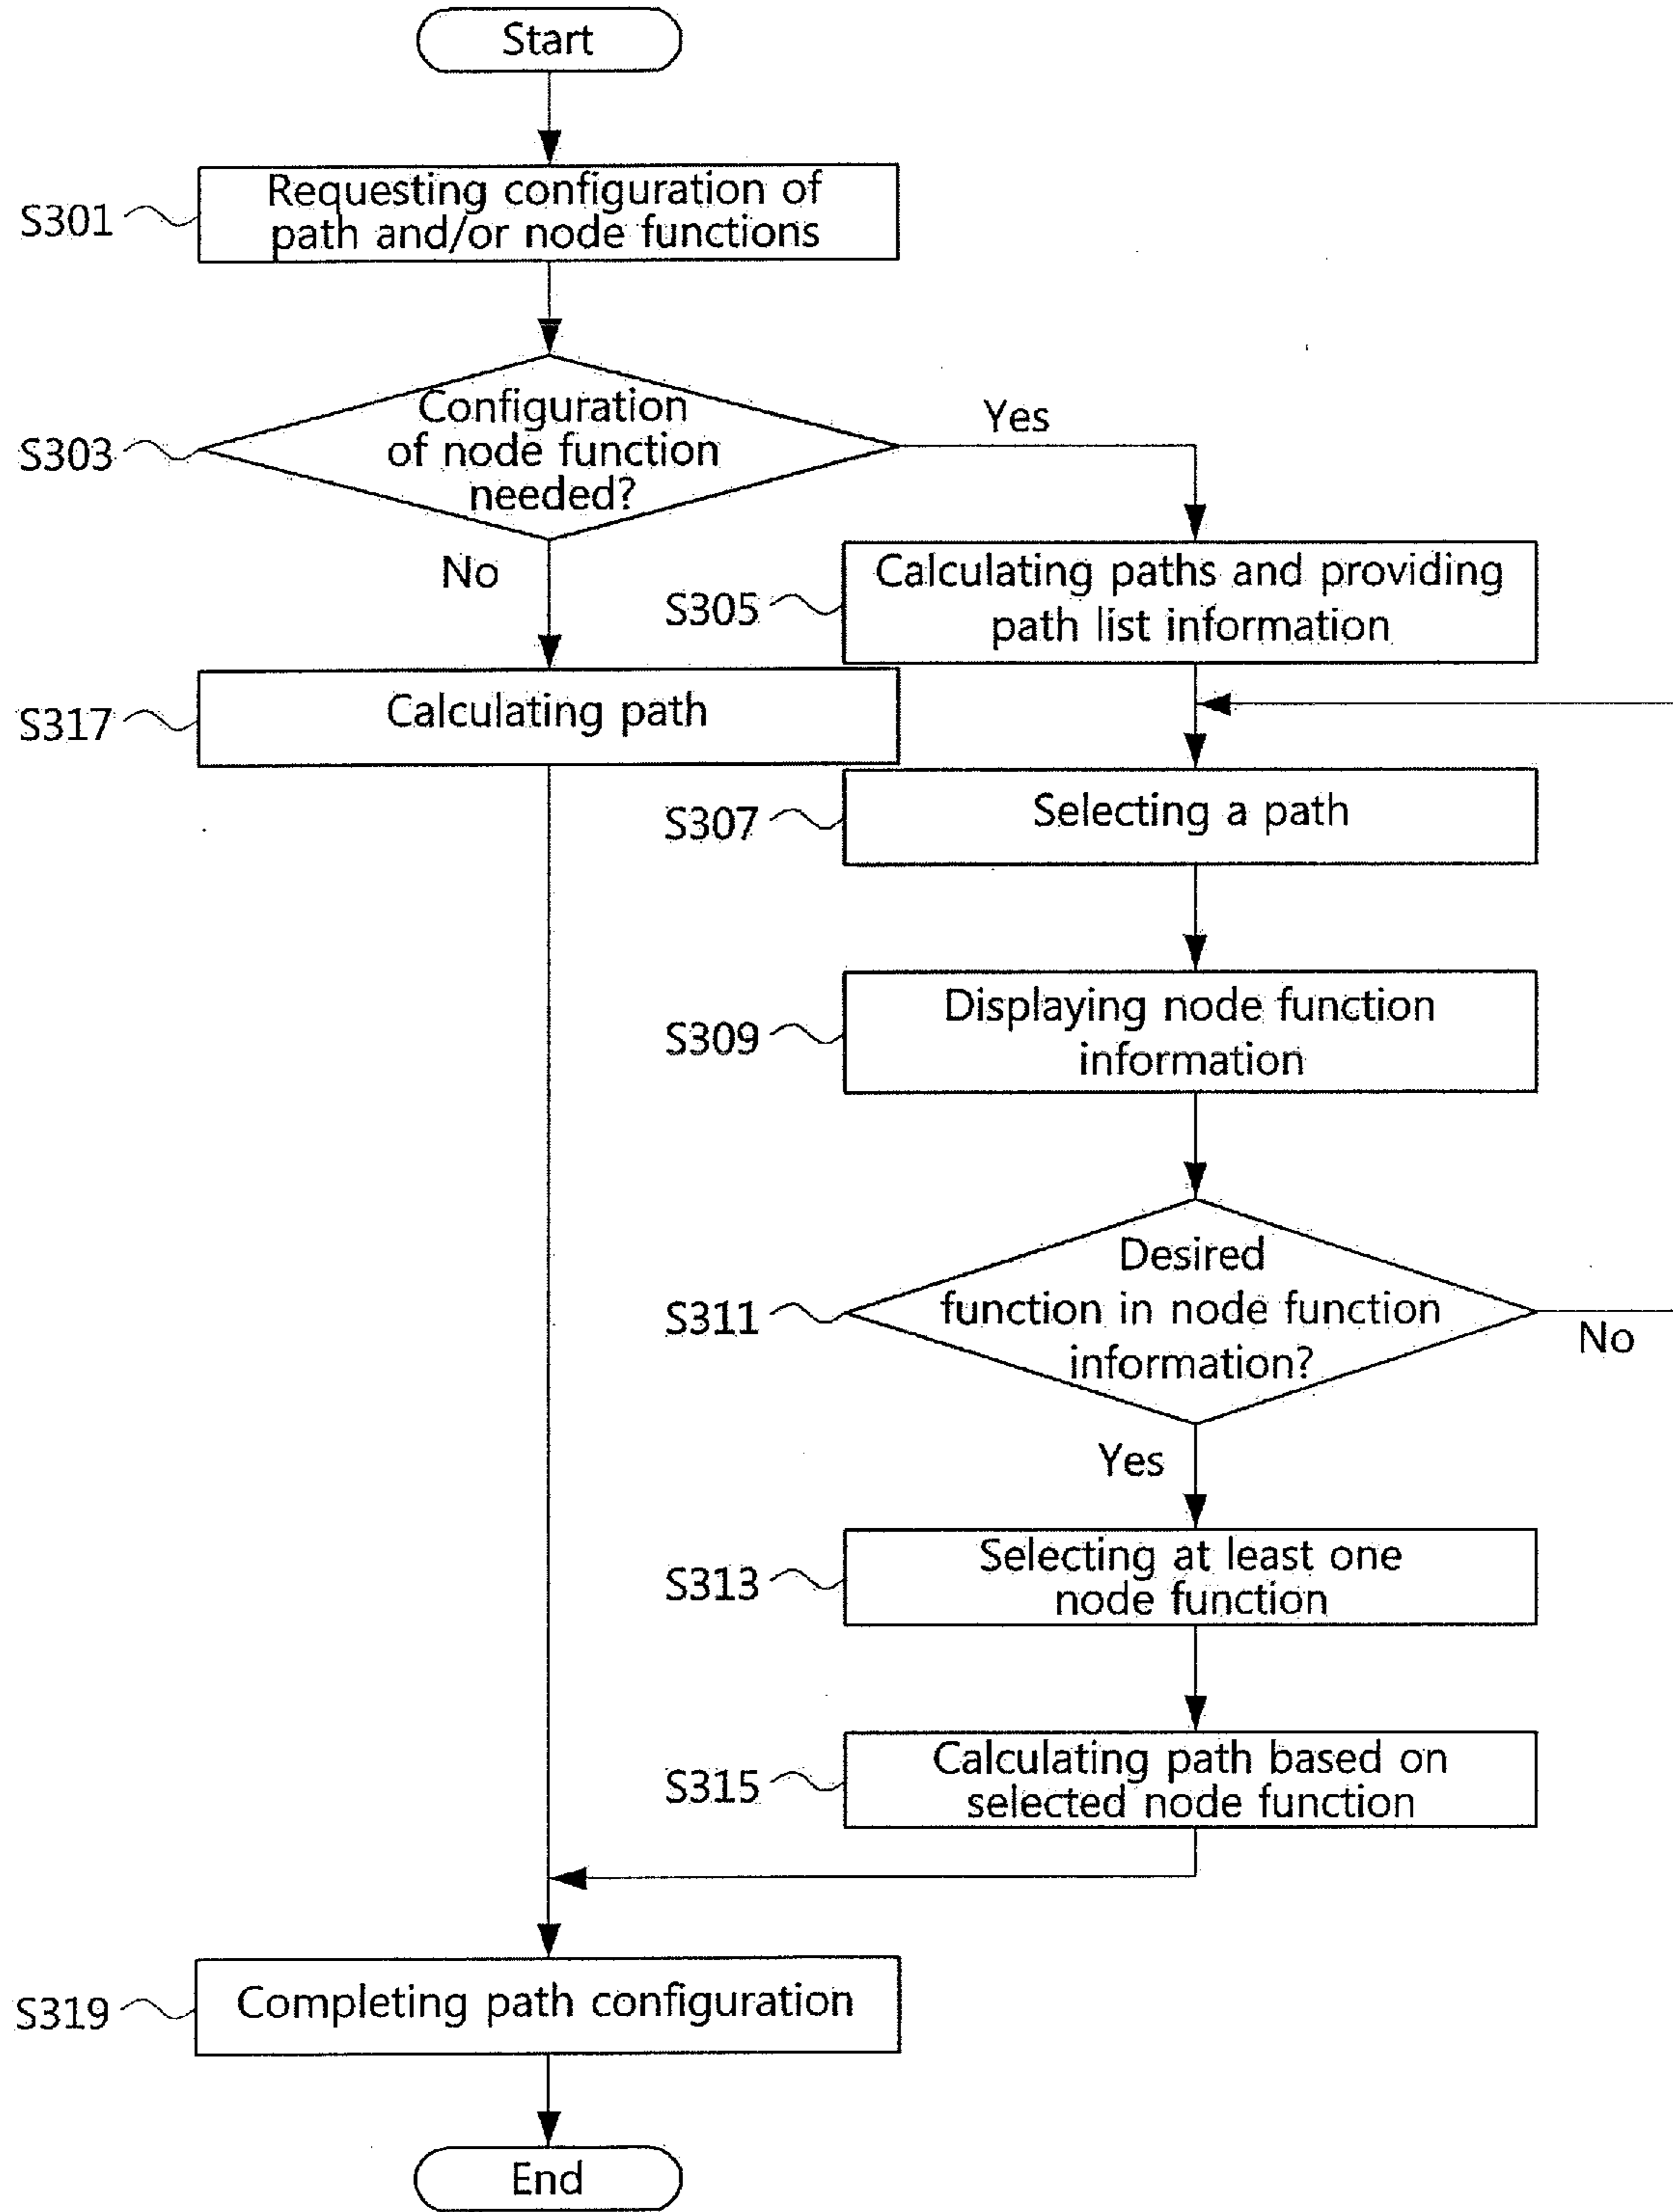 Start
S301
Requesting configuration of
path and/or node functions
S303
Configuration
of node function
needed?
Yes
No
S305
Calculating paths and providing
path list information
S317
Calculating path
S307
Selecting a path
S309
Displaying node function
information
S311
Desired
function in node function
information?
No
Yes
S313
Selecting at least one
node function
S315
Calculating path based on
selected node function
S319
Completing path configuration
End